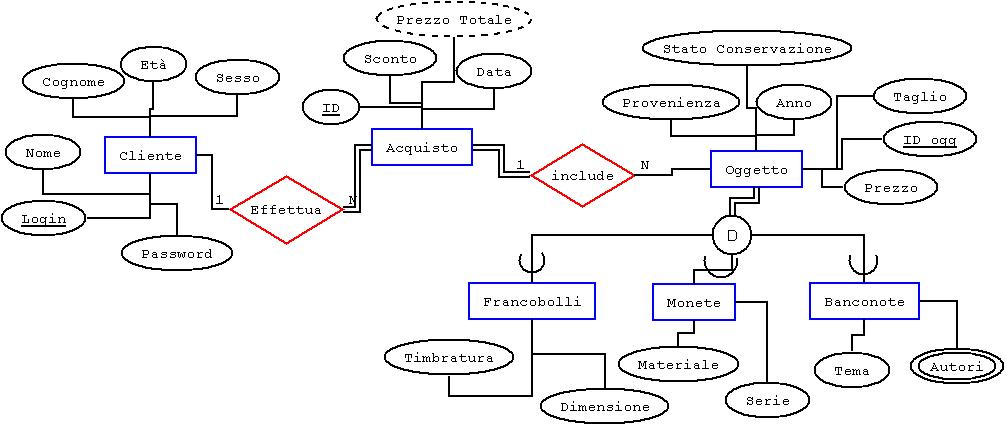 Prezzo Totale
Stato Conservazione
Sconto
Età
Data
Sesso
Cognome
Taglio
Provenienza
Anno
ID
ID ogg
Acquisto
Nome
Cliente
1
N
Oggetto
include
Prezzo
1
N
Effettua
Login
D
Password
Francobolli
Monete
Banconote
Timbratura
Materiale
Tema
Autori
Serie
Dimensione